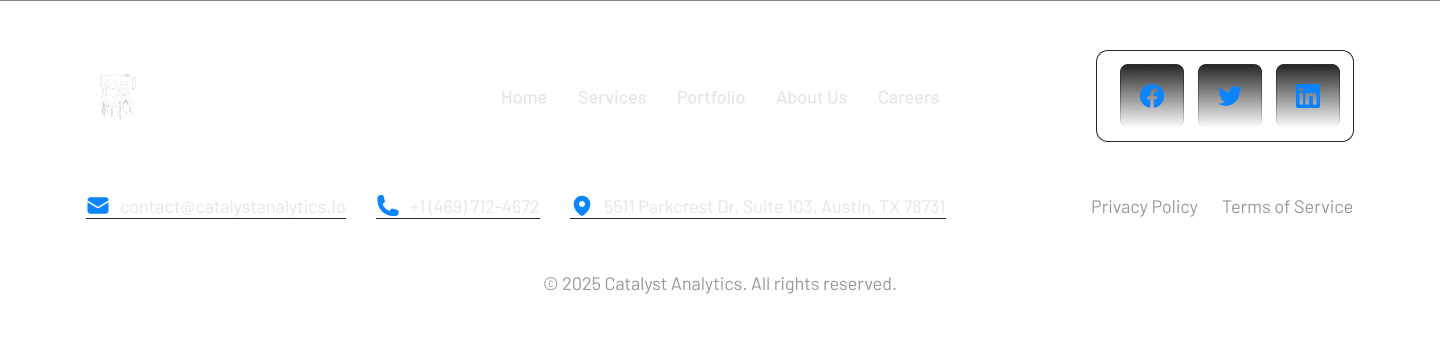 Home Services Portfolio About Us Careers
contact@catalystanalytics.io +1 (469) 712-4672 5511 Parkcrest Dr, Suite 103, Austin, TX 78731 Privacy Policy Terms of Service
© 2025 Catalyst Analytics. All rights reserved.